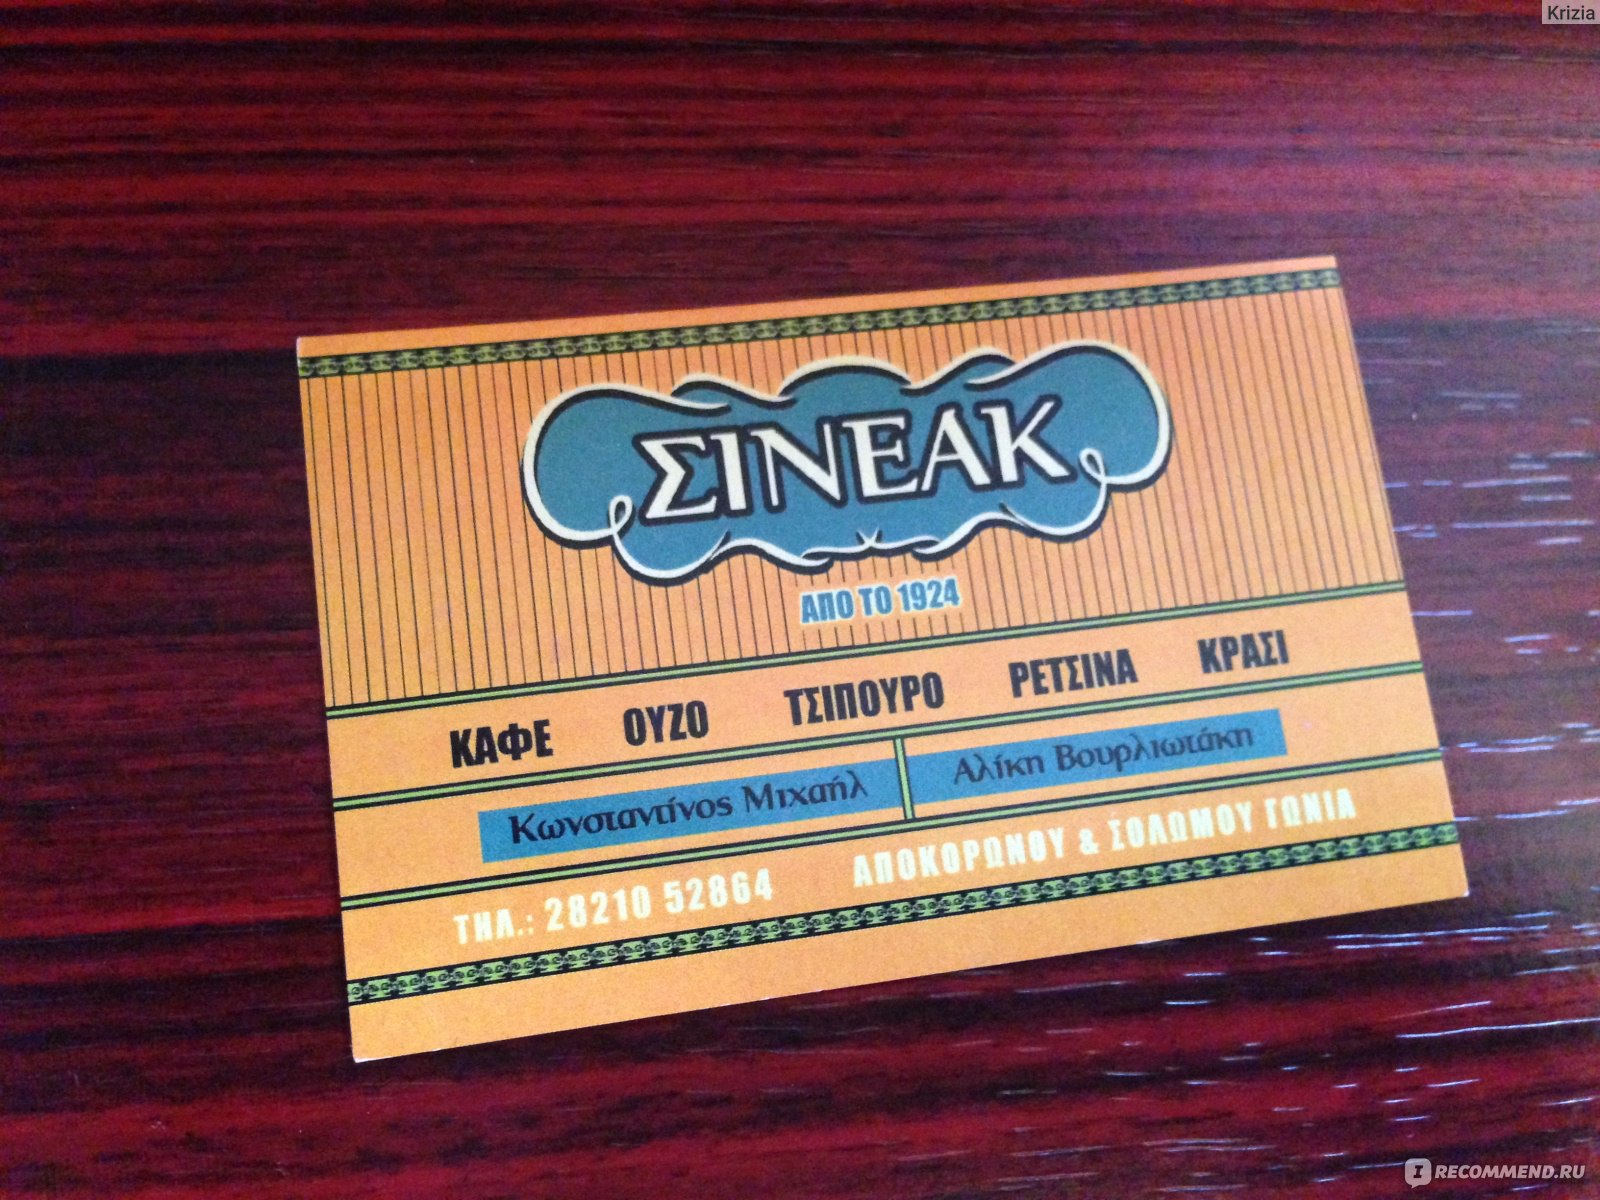 Krizia
ΣΙΝΕΑΚ
ΑΠΟ ΤΟ 1924
ΚΑΦΕ ΟΥΖΟ ΤΣΙΠΟΥΡΟ ΡΕΤΣΙΝΑ ΚΡΑΣΙ
Κωνσταντίνος Μιχαήλ Αλίκη Βουρλιωτάκη
ΤΗΛ.: 28210 52864 ΑΠΟΚΟΡΩΝΟΥ & ΣΟΛΩΜΟΥ ΓΩΝΙΑ
IRECOMMEND.RU